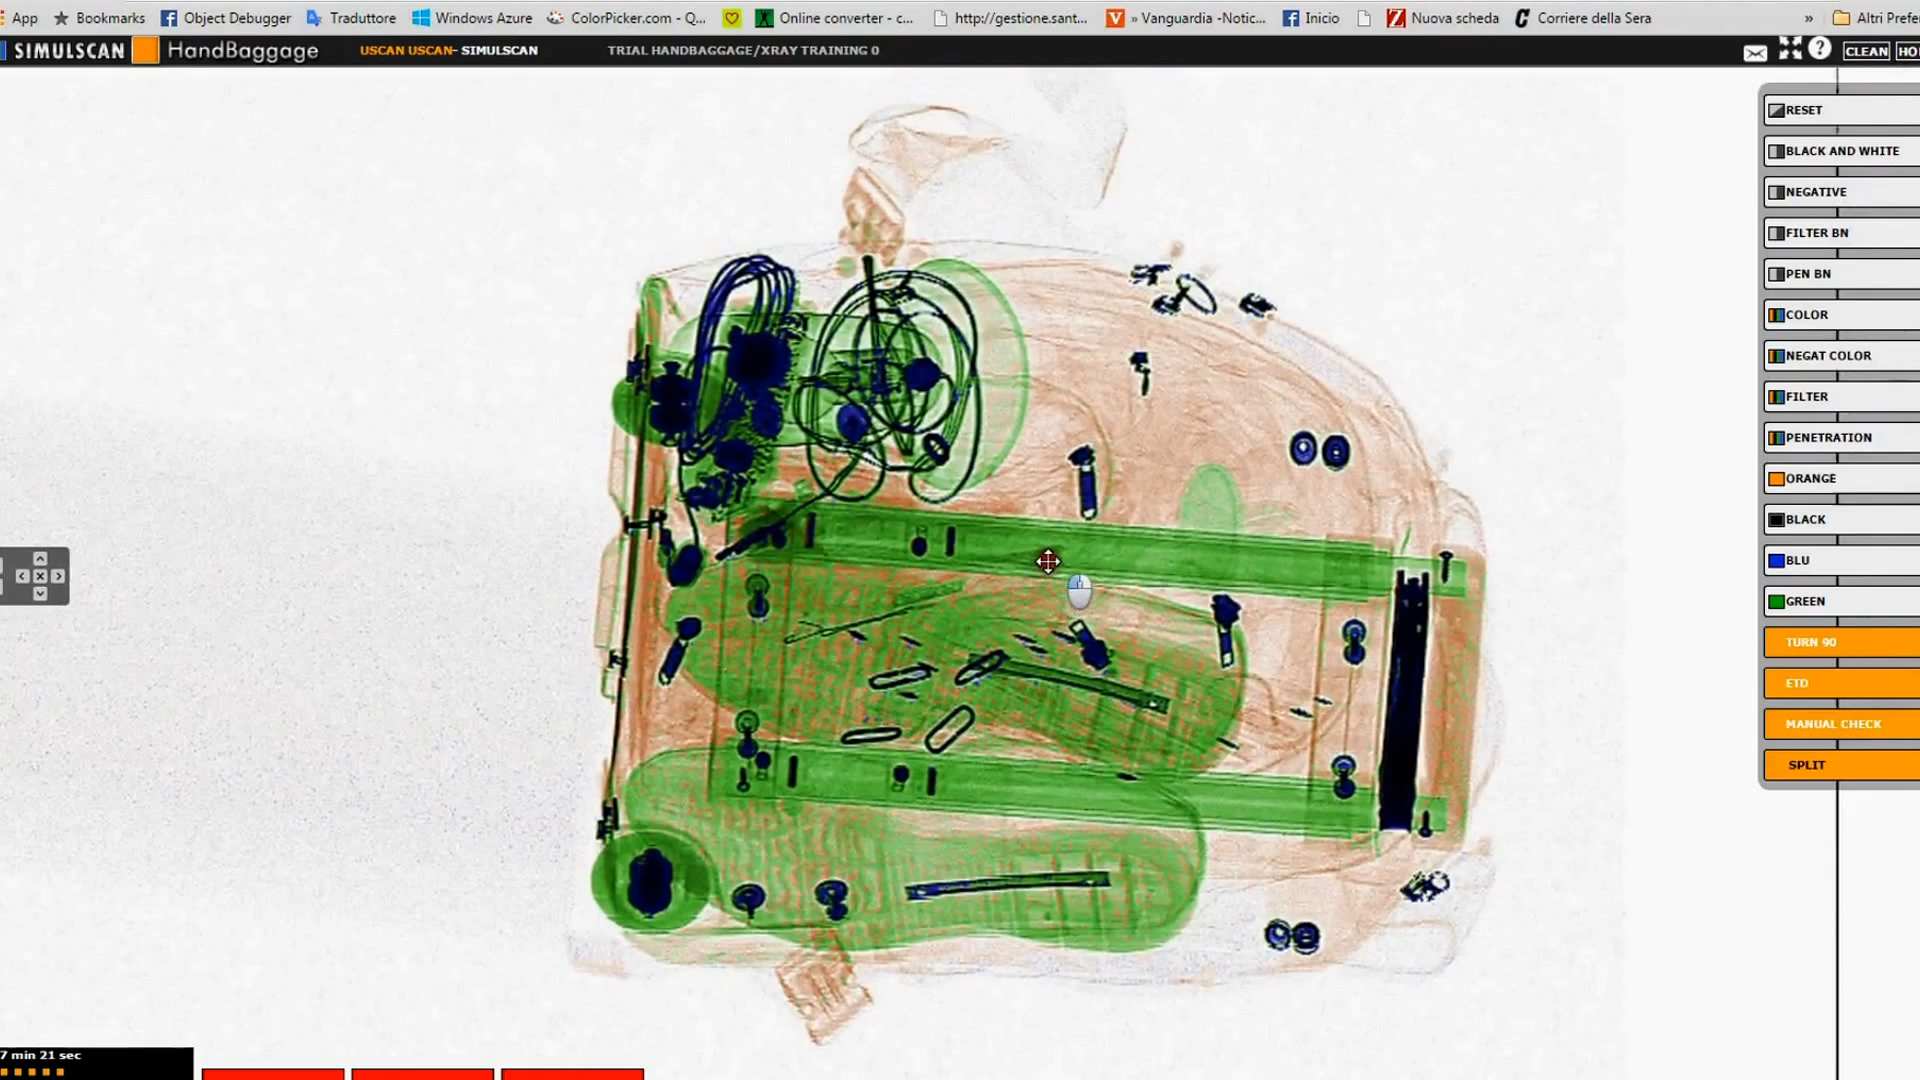 App Bookmarks Object Debugger Traduttore Windows Azure ColorPicker.com - Q... Online converter - c... http://gestione.sant... » Vanguardia -Notic... Inicio Nuova scheda Corriere della Sera » Altri Prefer
SIMULSCAN HandBaggage USCAN USCAN- SIMULSCAN TRIAL HANDBAGGAGE/XRAY TRAINING 0 ? CLEAN HO
RESET
BLACK AND WHITE
NEGATIVE
FILTER BN
PEN BN
COLOR
NEGAT COLOR
FILTER
PENETRATION
ORANGE
BLACK
BLU
GREEN
TURN 90
ETD
MANUAL CHECK
SPLIT
7 min 21 sec